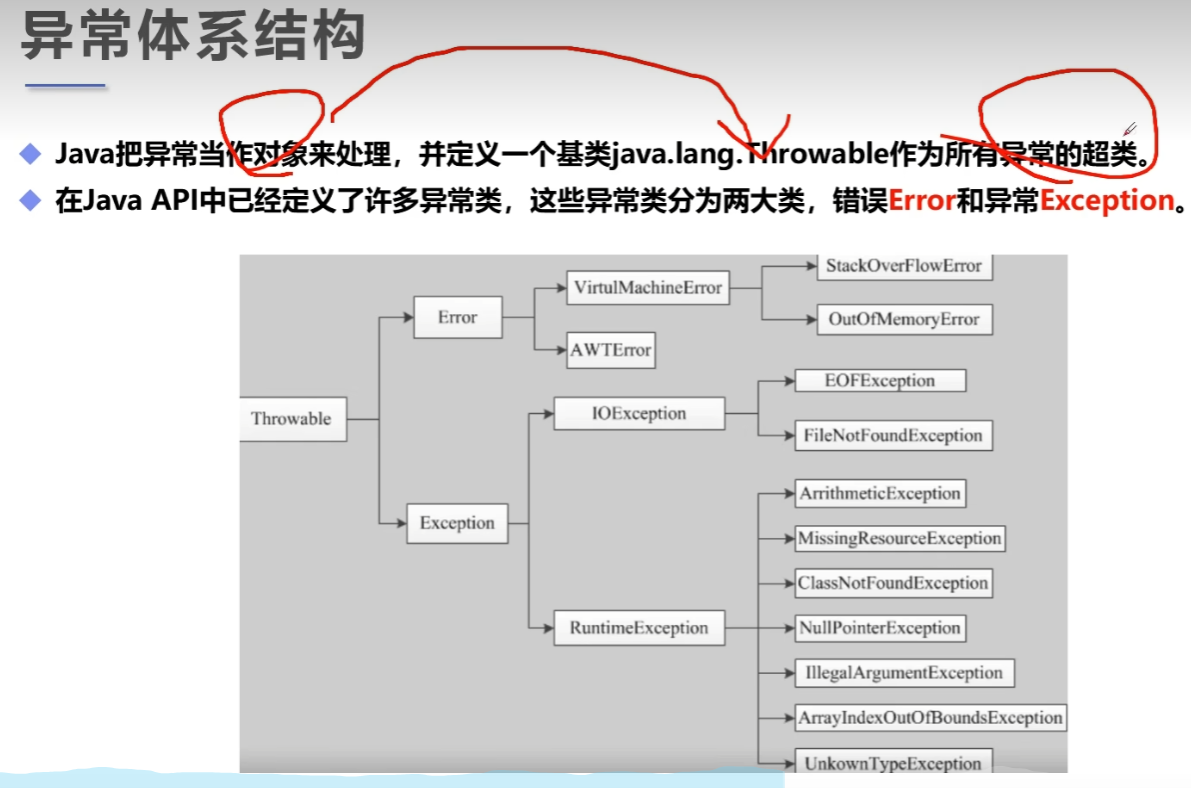 异常体系结构
Java把异常当作对象来处理，并定义一个基类java.lang.Throwable作为所有异常的超类。
在Java API中已经定义了许多异常类，这些异常类分为两大类，错误Error和异常Exception。
StackOverFlowError
VirtulMachineError
Error
OutOfMemoryError
AWTError
EOFException
IOException
Throwable
FileNotFoundException
ArrithmeticException
Exception
MissingResourceException
ClassNotFoundException
RuntimeException
NullPointerException
IllegalArgumentException
ArrayIndexOutOfBoundsException
UnkownTypeException